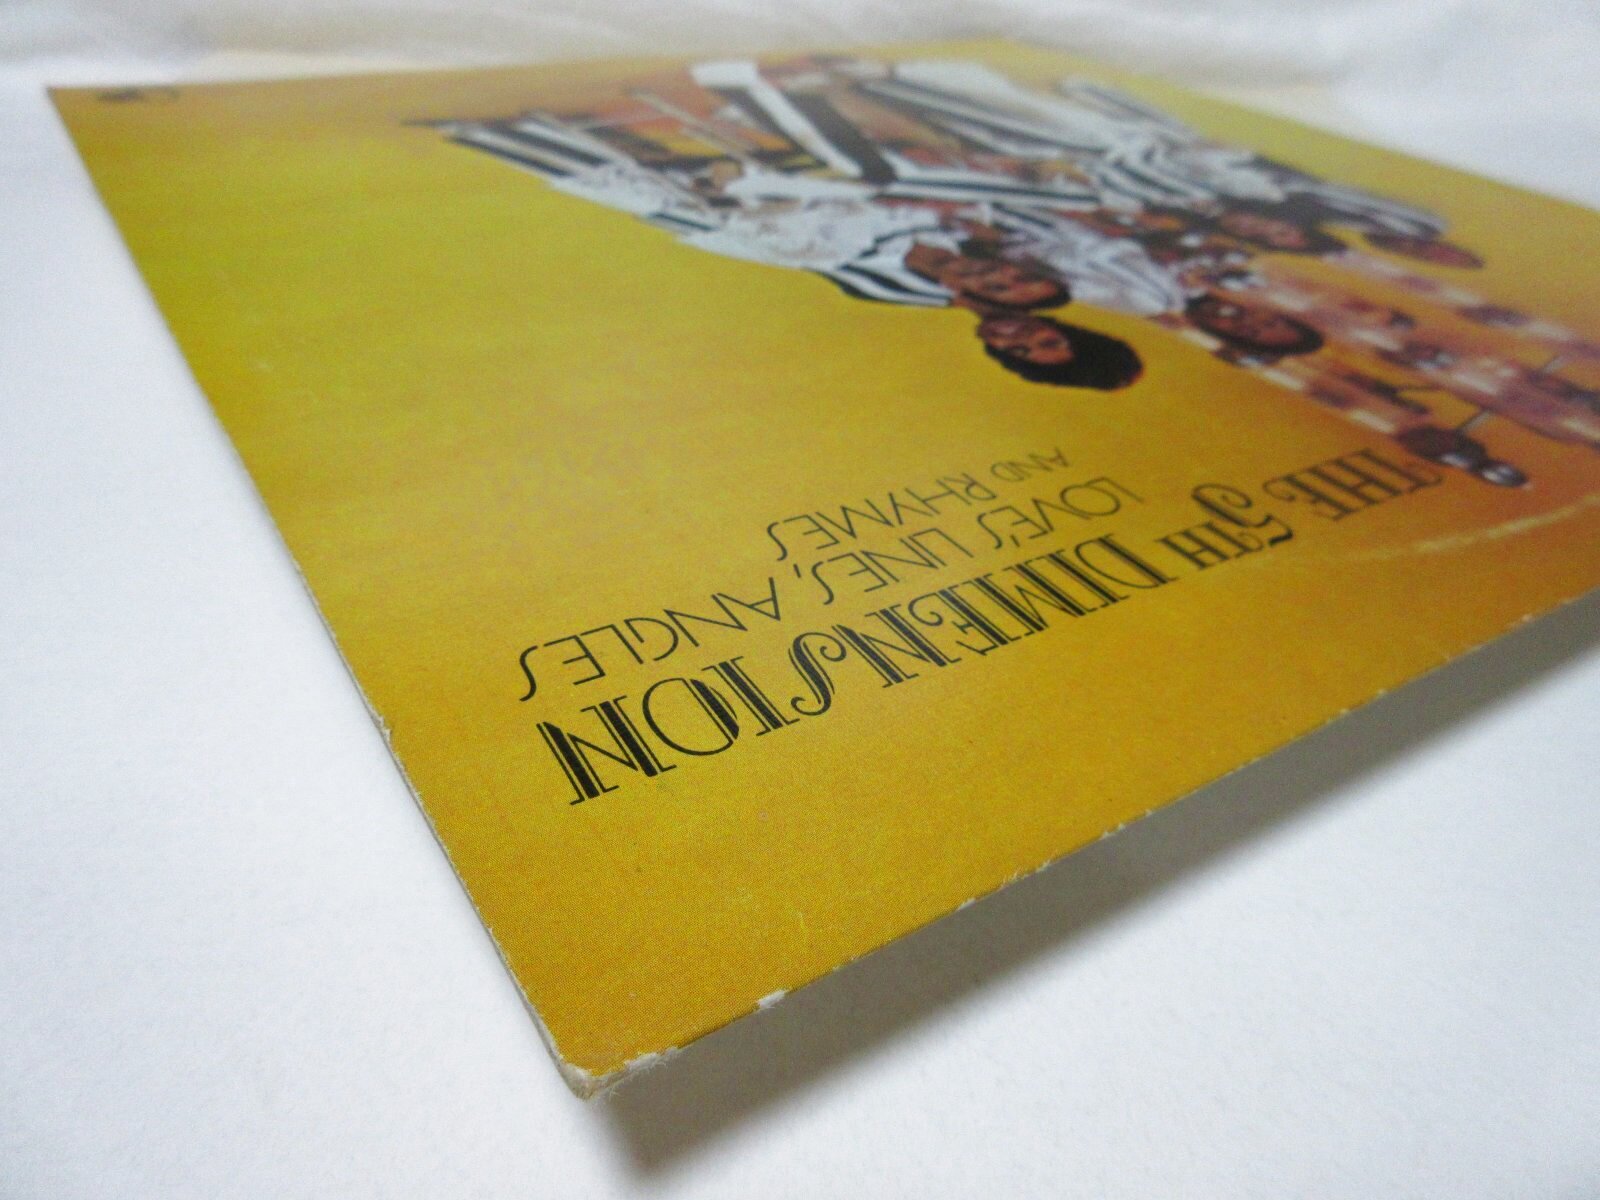 THE 5TH DIMENSION
LOVE'S LINES, ANGLES
AND RHYMES